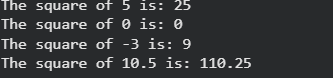 The square of 5 is: 25
The square of 0 is: 0
The square of -3 is: 9
The square of 10.5 is: 110.25